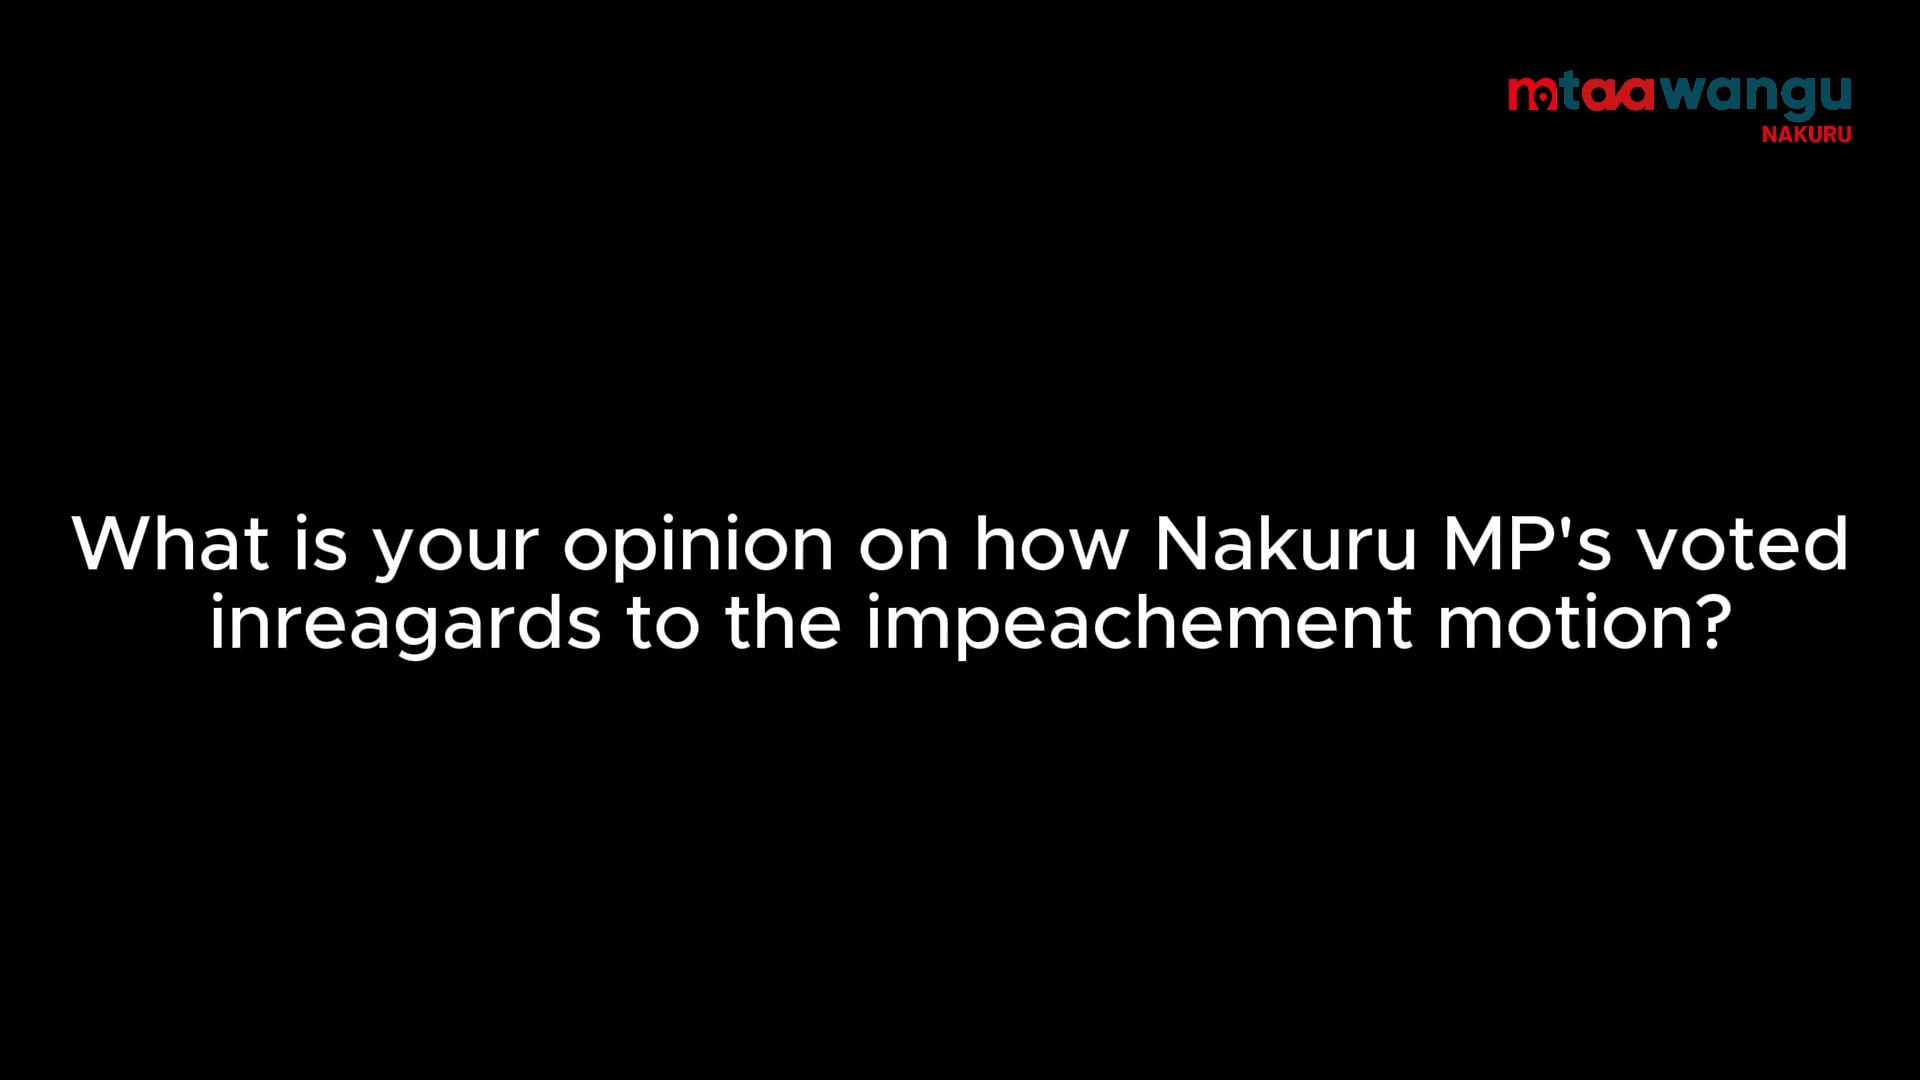 mtaawangu
NAKURU
What is your opinion on how Nakuru MP's voted
inreagards to the impeachement motion?